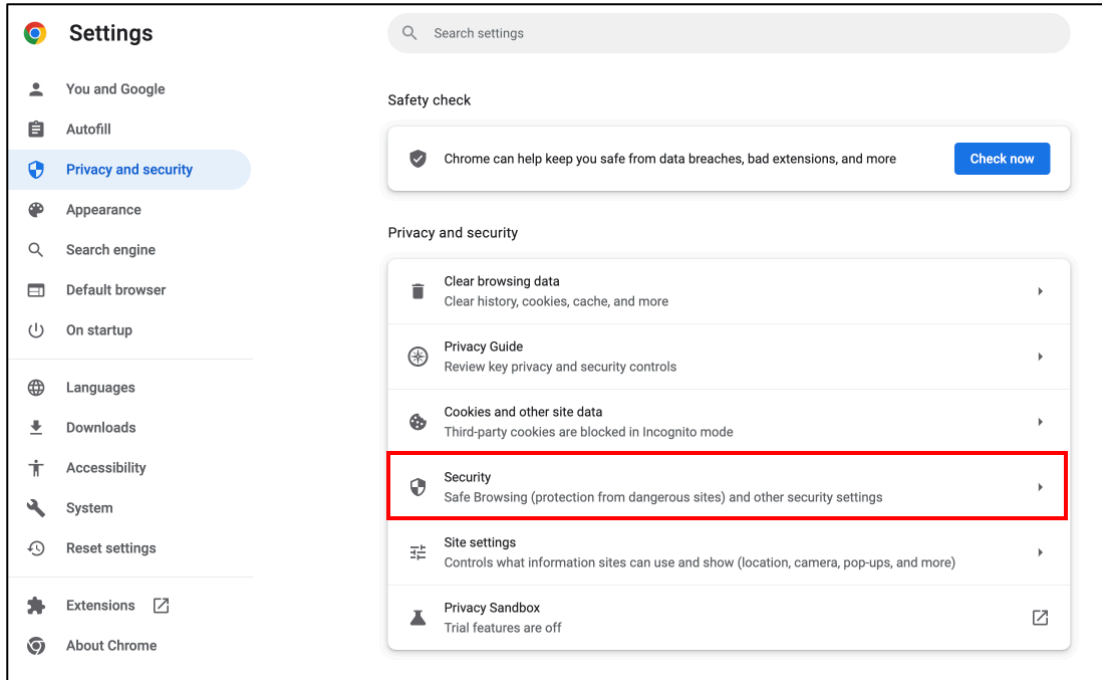 Settings
Search settings
You and Google
Autofill
Privacy and security
Appearance
Search engine
Default browser
On startup
Languages
Downloads
Accessibility
System
Reset settings
Extensions
About Chrome
Safety check
Chrome can help keep you safe from data breaches, bad extensions, and more
Check now
Privacy and security
Clear browsing data
Clear history, cookies, cache, and more
Privacy Guide
Review key privacy and security controls
Cookies and other site data
Third-party cookies are blocked in Incognito mode
Security
Safe Browsing (protection from dangerous sites) and other security settings
Site settings
Controls what information sites can use and show (location, camera, pop-ups, and more)
Privacy Sandbox
Trial features are off